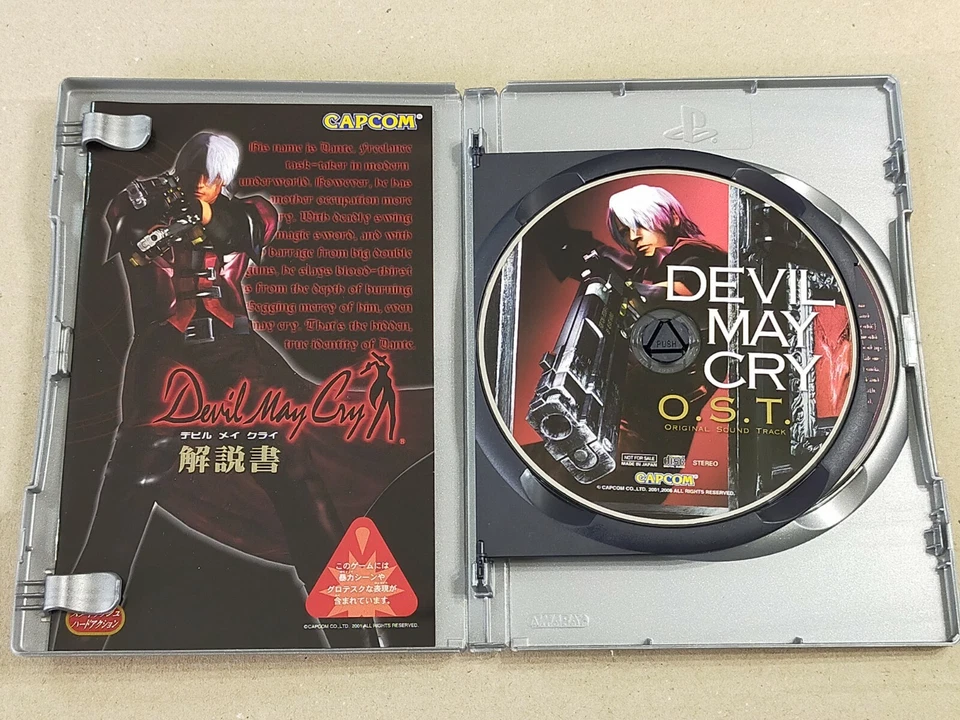 CAPCOM®
His name is Dante. Freelance
task-taker in modern
underworld. However, he has
another occupation more
ry. With deadly swing
magic sword, and with
barrage from big double
guns, he slays blood-thirst
s from the depth of burning
Begging mercy of him, even
may cry. That's the hidden,
true identity of Dante.
Devil May Cry®
デビル メイ クライ
解説書
このゲームには
暴力シーンや
グロテスクな表現が
含まれています。
ハードアクション
©CAPCOM CO.,LTD. 2001 ALL RIGHTS RESERVED.
DEVIL
MAY
CRY
PUSH
O.S.T.
ORIGINAL SOUND TRACK
NOT FOR SALE
MADE IN JAPAN
STEREO
CAPCOM®
© CAPCOM CO.,LTD. 2001,2005 ALL RIGHTS RESERVED.
AMARAY